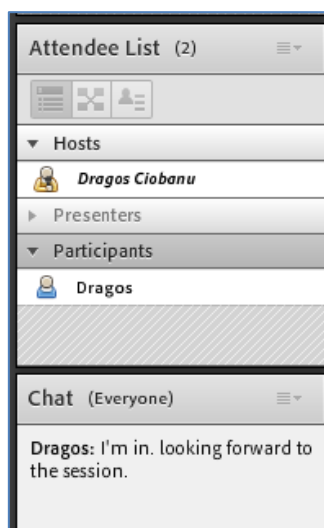 Attendee List (2)
Hosts
Dragos Ciobanu
Presenters
Participants
Dragos
Chat (Everyone)
Dragos: I'm in. looking forward to
the session.